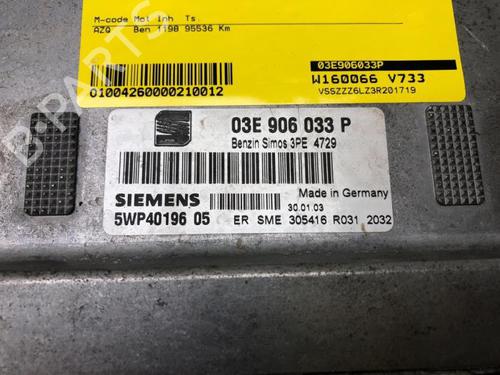 M-code Mot Inh Ts.
AZQ Ben 1198 95536 Km
01004260000210012
03E906033P
W160066 V733
VSSZZZ6LZ3R201719
03E 906 033 P
Benzin Simos 3PE 4729
SIEMENS
Made in Germany
5WP40196 05
30.01.03
ER SME 305416 R031 2032
B-PARTS